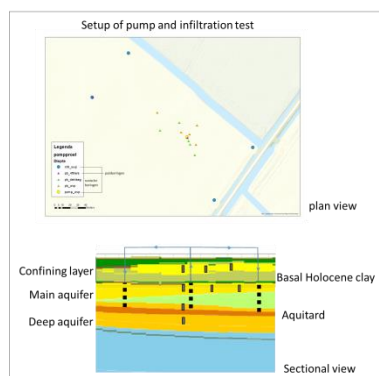 Setup of pump and infiltration test
Legenda
pompproef
plan view
Confining layer
Main aquifer
Deep aquifer
Basal Holocene clay
Aquitard
Sectional view